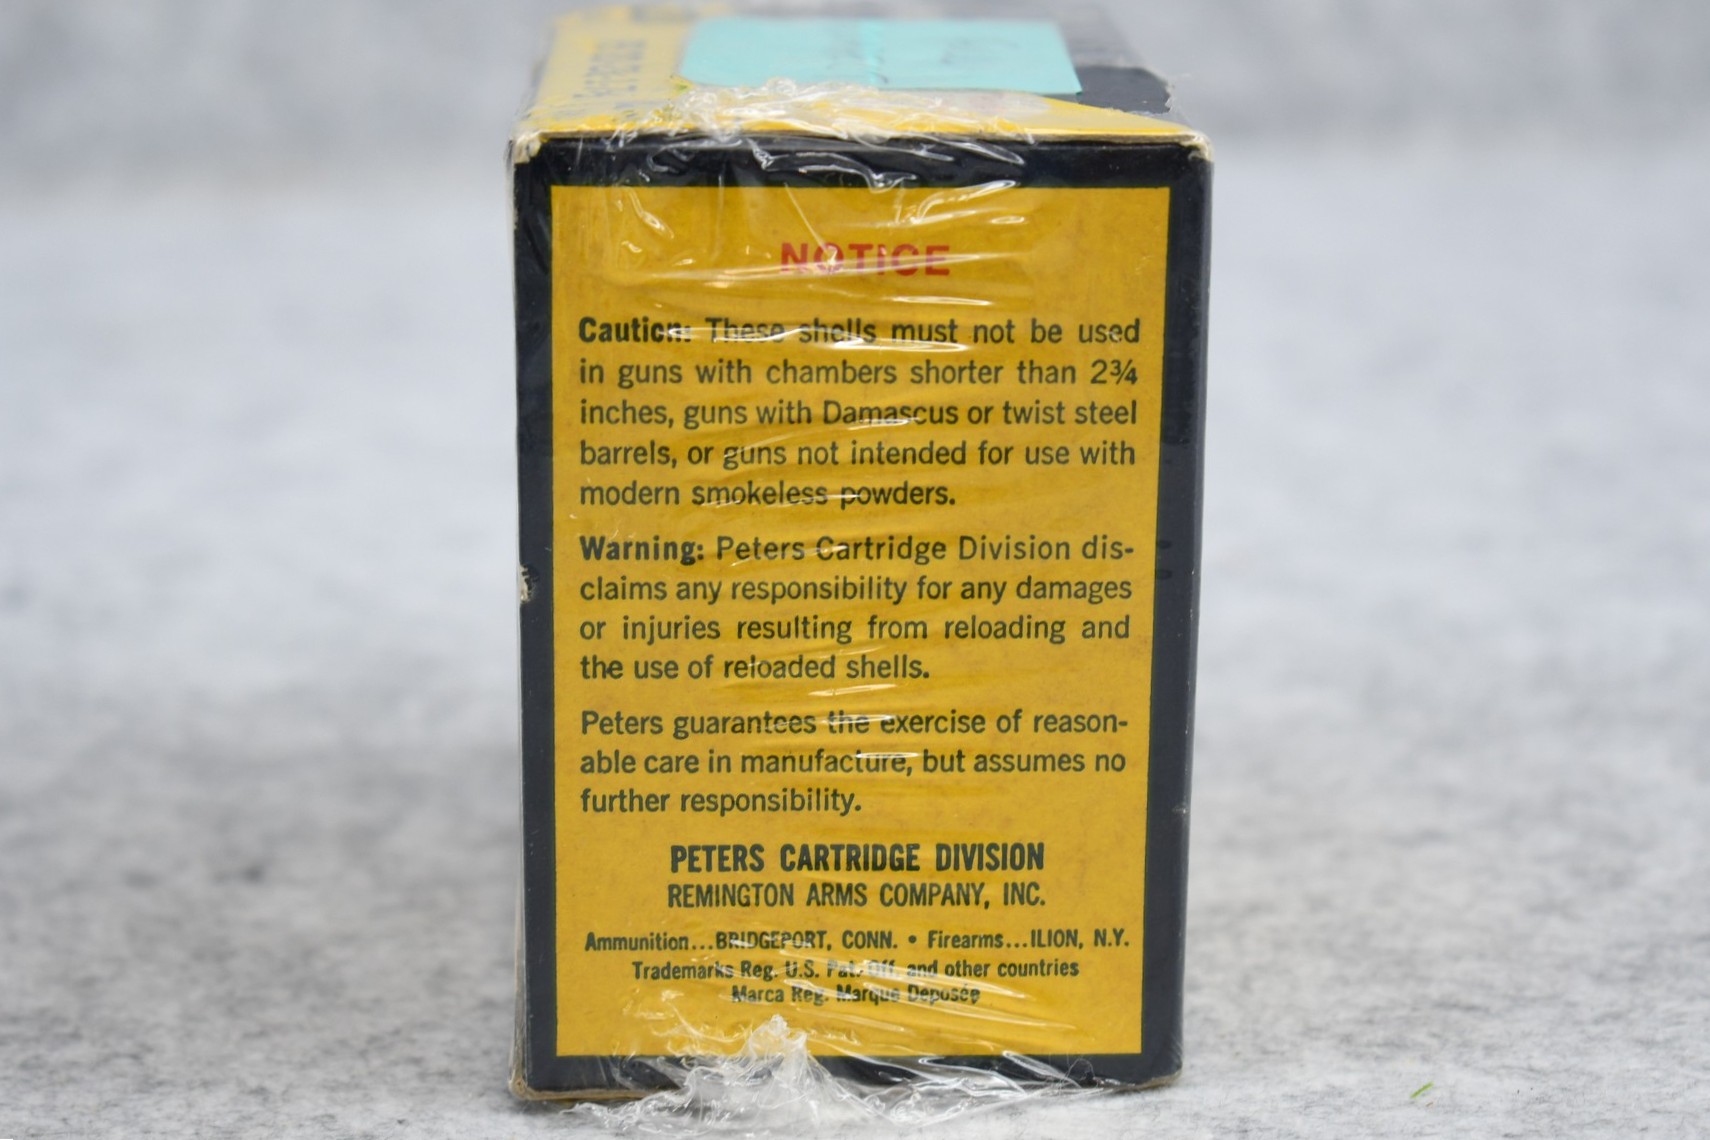 NOTICE
Caution: These shells must not be used
in guns with chambers shorter than 2¾
inches, guns with Damascus or twist steel
barrels, or guns not intended for use with
modern smokeless powders.
Warning: Peters Cartridge Division dis-
claims any responsibility for any damages
or injuries resulting from reloading and
the use of reloaded shells.
Peters guarantees the exercise of reason-
able care in manufacture, but assumes no
further responsibility.
PETERS CARTRIDGE DIVISION
REMINGTON ARMS COMPANY, INC.
Ammunition...BRIDGEPORT, CONN. • Firearms...ILION, N.Y.
Trademarks Reg. U.S. Pat. Off. and other countries
Marca Reg. Marque Deposée